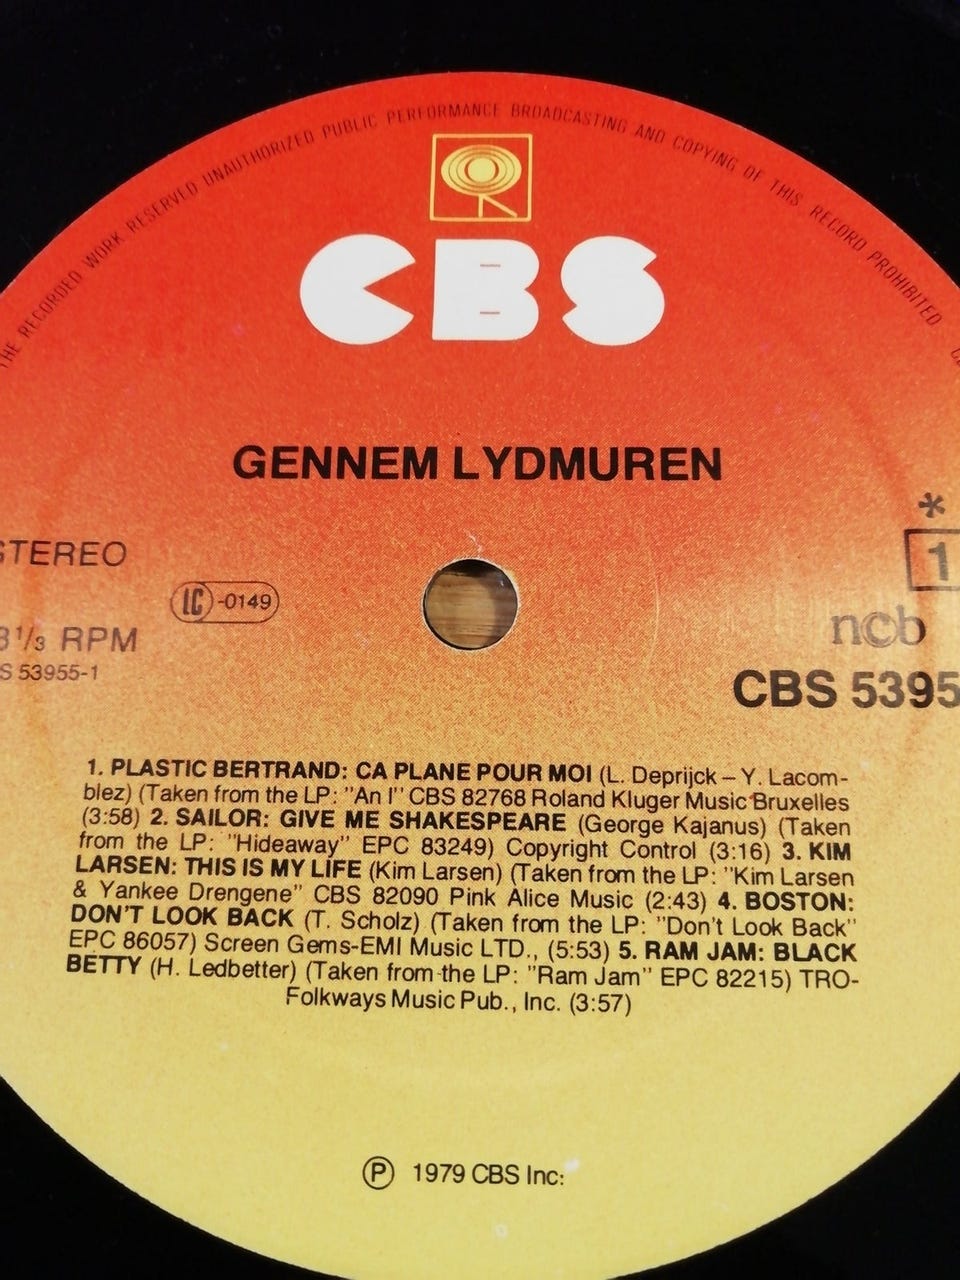 THE RECORDED WORK RESERVED UNAUTHORIZED PUBLIC PERFORMANCE BROADCASTING AND COPYING OF THIS RECORD PROHIBITED
CBS
GENNEM LYDMUREN
STEREO
LC-0149
3 1/3 RPM
S 53955-1
*
1
ncb
CBS 5395
1. PLASTIC BERTRAND: CA PLANE POUR MOI (L. Deprijck – Y. Lacom-
blez) (Taken from the LP: "An I" CBS 82768 Roland Kluger Music Bruxelles
(3:58) 2. SAILOR: GIVE ME SHAKESPEARE (George Kajanus) (Taken
from the LP: "Hideaway" EPC 83249) Copyright Control (3:16) 3. KIM
LARSEN: THIS IS MY LIFE (Kim Larsen) (Taken from the LP: "Kim Larsen
& Yankee Drengene" CBS 82090 Pink Alice Music (2:43) 4. BOSTON:
DON'T LOOK BACK (T. Scholz) (Taken from the LP: "Don't Look Back"
EPC 86057) Screen Gems-EMI Music LTD., (5:53) 5. RAM JAM: BLACK
BETTY (H. Ledbetter) (Taken from the LP: "Ram Jam" EPC 82215) TRO-
Folkways Music Pub., Inc. (3:57)
℗ 1979 CBS Inc: